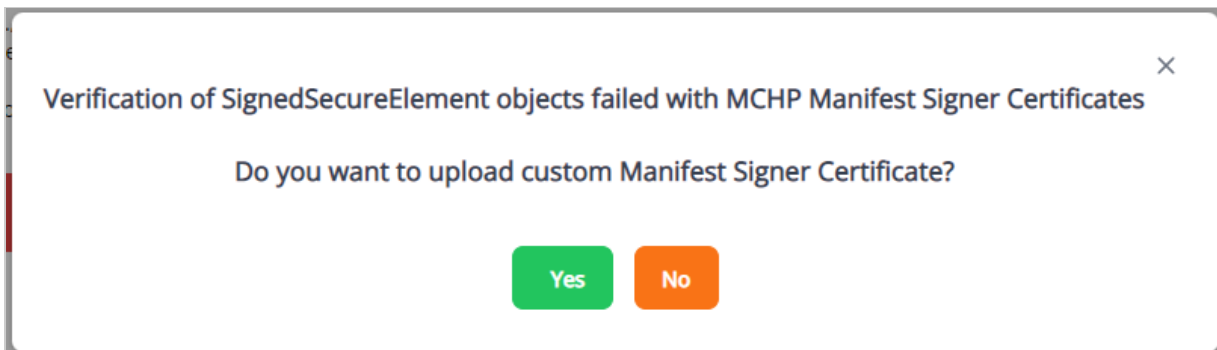 Verification of SignedSecureElement objects failed with MCHP Manifest Signer Certificates
Do you want to upload custom Manifest Signer Certificate?
Yes No